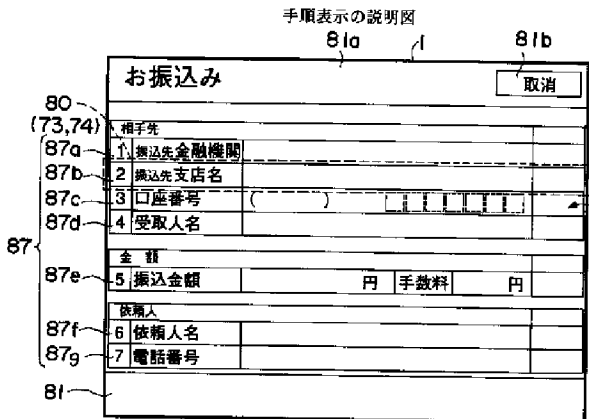 手順表示の説明図
81a 1 81b
お振込み 取消
80
(73,74) 相手先
87a 1 振込先金融機関
87b 2 振込先支店名
87c 3 口座番号 ( )
87d 4 受取人名
87
金 額
87e 5 振込金額 円 手数料 円
依頼人
87f 6 依頼人名
87g 7 電話番号
81